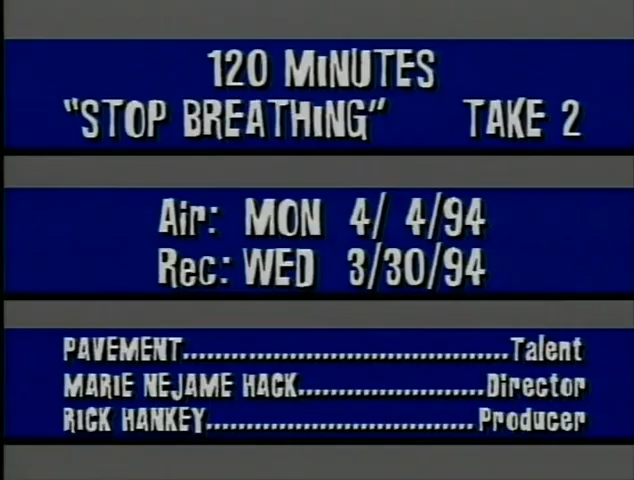 120 MINUTES
"STOP BREATHING" TAKE 2
Air: MON 4/ 4/94
Rec: WED 3/30/94
PAVEMENT.........................................Talent
MARIE NEJAME HACK.......................Director
RICK HANKEY..................................Producer